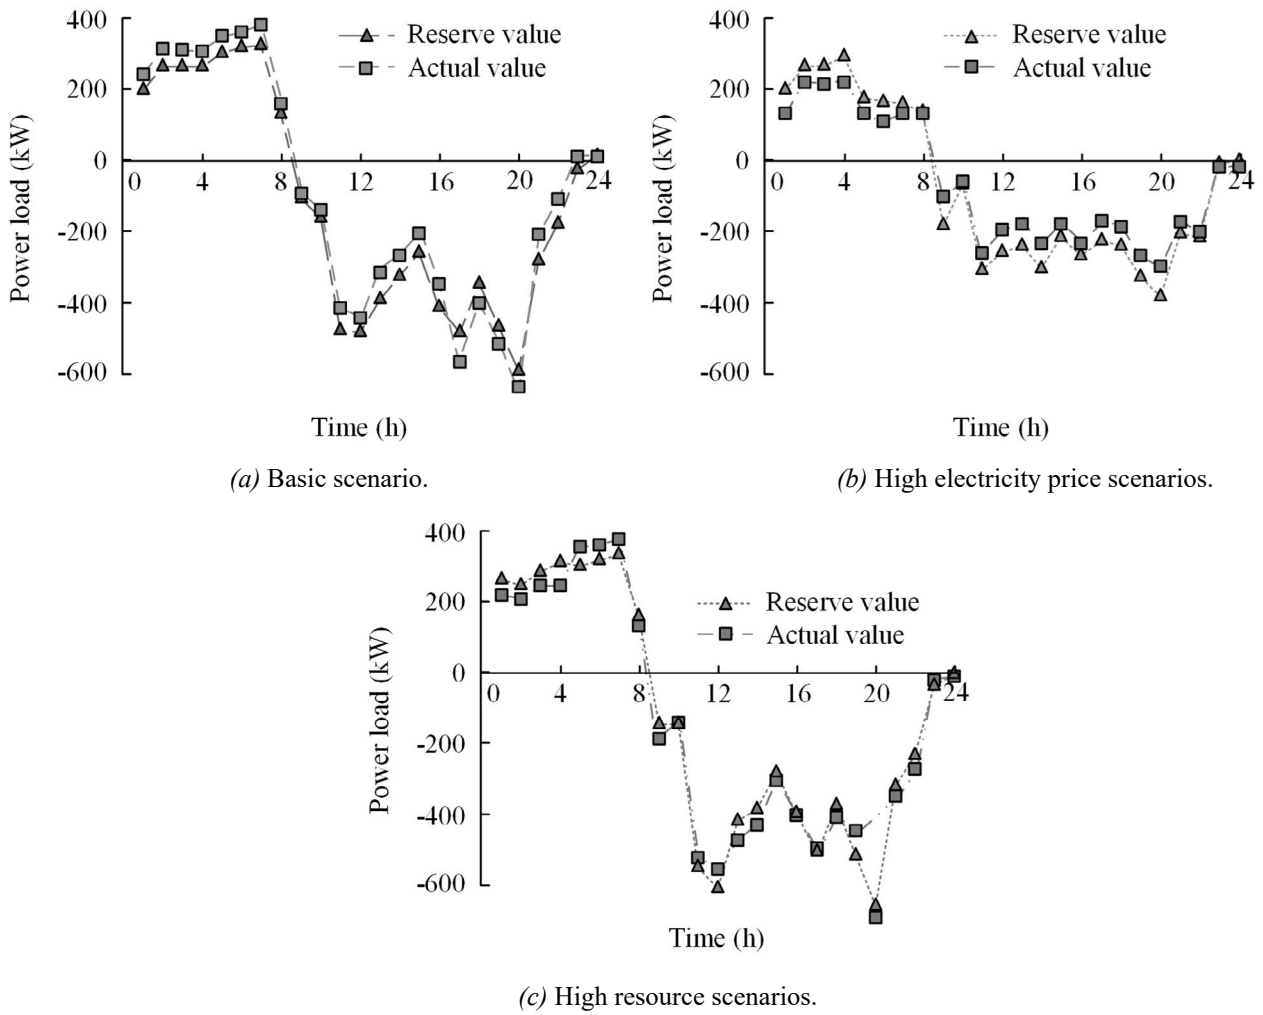 400
200
0
-200
-400
-600
0 4 8 12 16 20 24
Power load (kW)
Time (h)
Reserve value
Actual value
(a) Basic scenario.
400
200
0
-200
-400
-600
0 4 8 12 16 20 24
Power load (kW)
Time (h)
Reserve value
Actual value
(b) High electricity price scenarios.
400
200
0
-200
-400
-600
0 4 8 12 16 20 24
Power load (kW)
Time (h)
Reserve value
Actual value
(c) High resource scenarios.